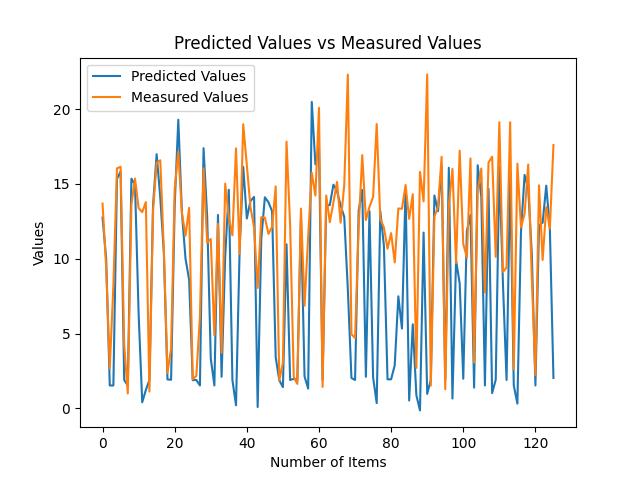 Predicted Values vs Measured Values
Predicted Values
Measured Values
Values
20
15
10
5
0
0 20 40 60 80 100 120
Number of Items